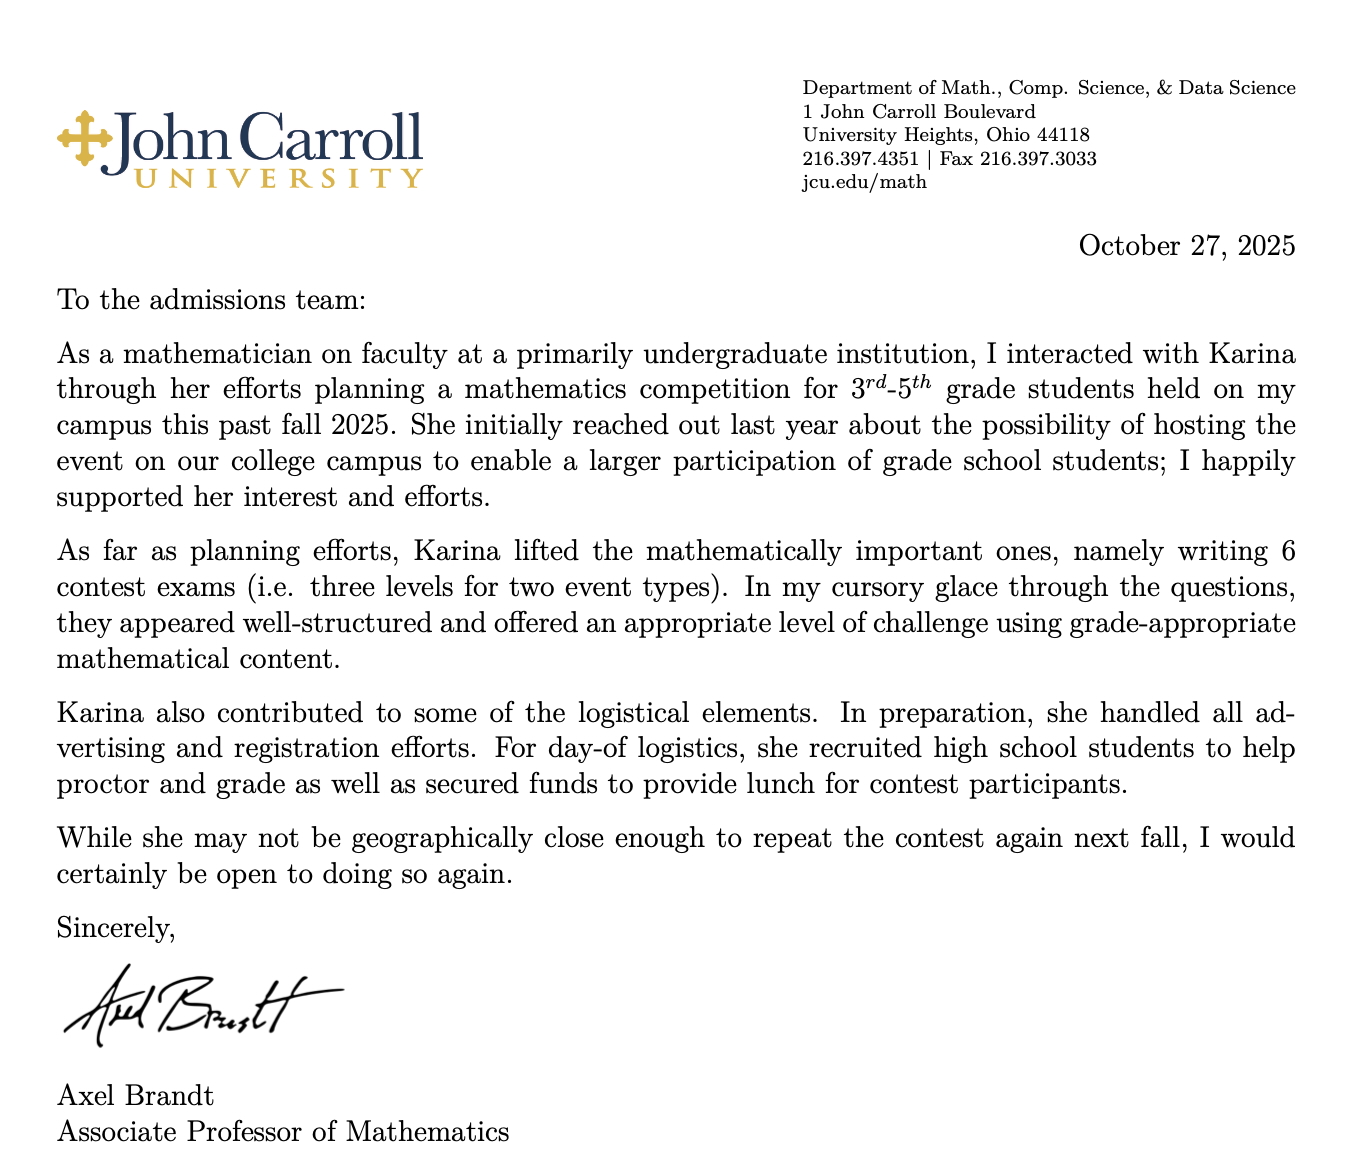 John Carroll
UNIVERSITY
Department of Math., Comp. Science, & Data Science
1 John Carroll Boulevard
University Heights, Ohio 44118
216.397.4351 | Fax 216.397.3033
jcu.edu/math
October 27, 2025
To the admissions team:
As a mathematician on faculty at a primarily undergraduate institution, I interacted with Karina
through her efforts planning a mathematics competition for 3rd-5th grade students held on my
campus this past fall 2025. She initially reached out last year about the possibility of hosting the
event on our college campus to enable a larger participation of grade school students; I happily
supported her interest and efforts.
As far as planning efforts, Karina lifted the mathematically important ones, namely writing 6
contest exams (i.e. three levels for two event types). In my cursory glace through the questions,
they appeared well-structured and offered an appropriate level of challenge using grade-appropriate
mathematical content.
Karina also contributed to some of the logistical elements. In preparation, she handled all ad-
vertising and registration efforts. For day-of logistics, she recruited high school students to help
proctor and grade as well as secured funds to provide lunch for contest participants.
While she may not be geographically close enough to repeat the contest again next fall, I would
certainly be open to doing so again.
Sincerely,
Axel Brandt
Axel Brandt
Associate Professor of Mathematics